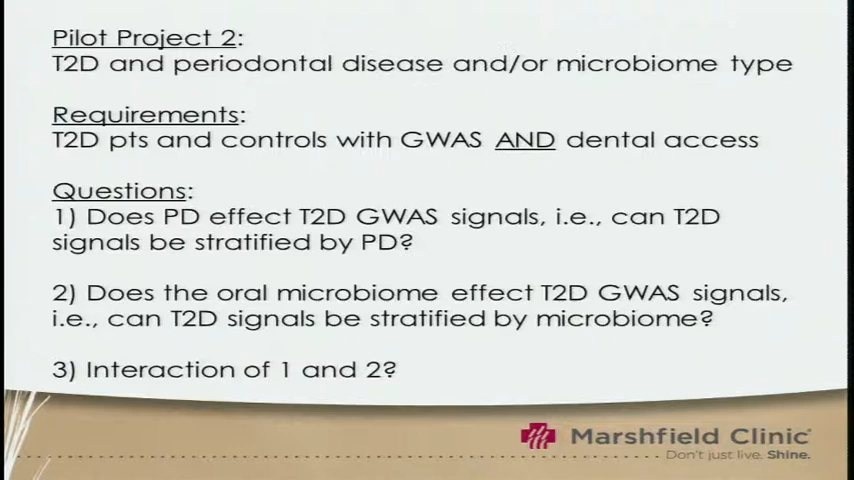 Pilot Project 2:
T2D and periodontal disease and/or microbiome type
Requirements:
T2D pts and controls with GWAS AND dental access
Questions:
1) Does PD effect T2D GWAS signals, i.e., can T2D
signals be stratified by PD?
2) Does the oral microbiome effect T2D GWAS signals,
i.e., can T2D signals be stratified by microbiome?
3) Interaction of 1 and 2?
Marshfield Clinic®
Don't just live. Shine.